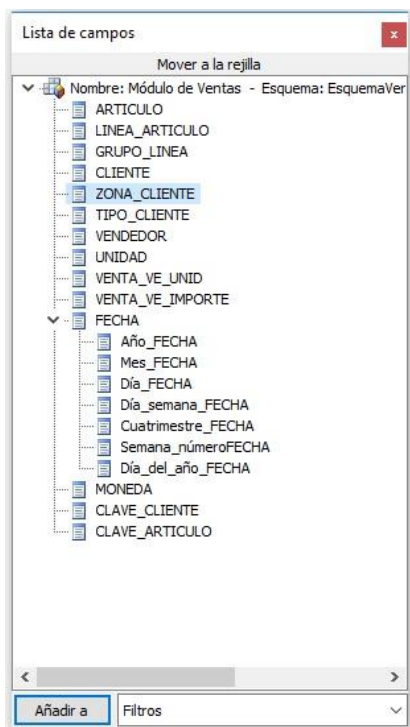 Lista de campos
x
Mover a la rejilla
Nombre: Módulo de Ventas - Esquema: EsquemaVer
ARTICULO
LINEA_ARTICULO
GRUPO_LINEA
CLIENTE
ZONA_CLIENTE
TIPO_CLIENTE
VENDEDOR
UNIDAD
VENTA_VE_UNID
VENTA_VE_IMPORTE
FECHA
Año_FECHA
Mes_FECHA
Día_FECHA
Día_semana_FECHA
Cuatrimestre_FECHA
Semana_númeroFECHA
Día_del_año_FECHA
MONEDA
CLAVE_CLIENTE
CLAVE_ARTICULO
Añadir a Filtros